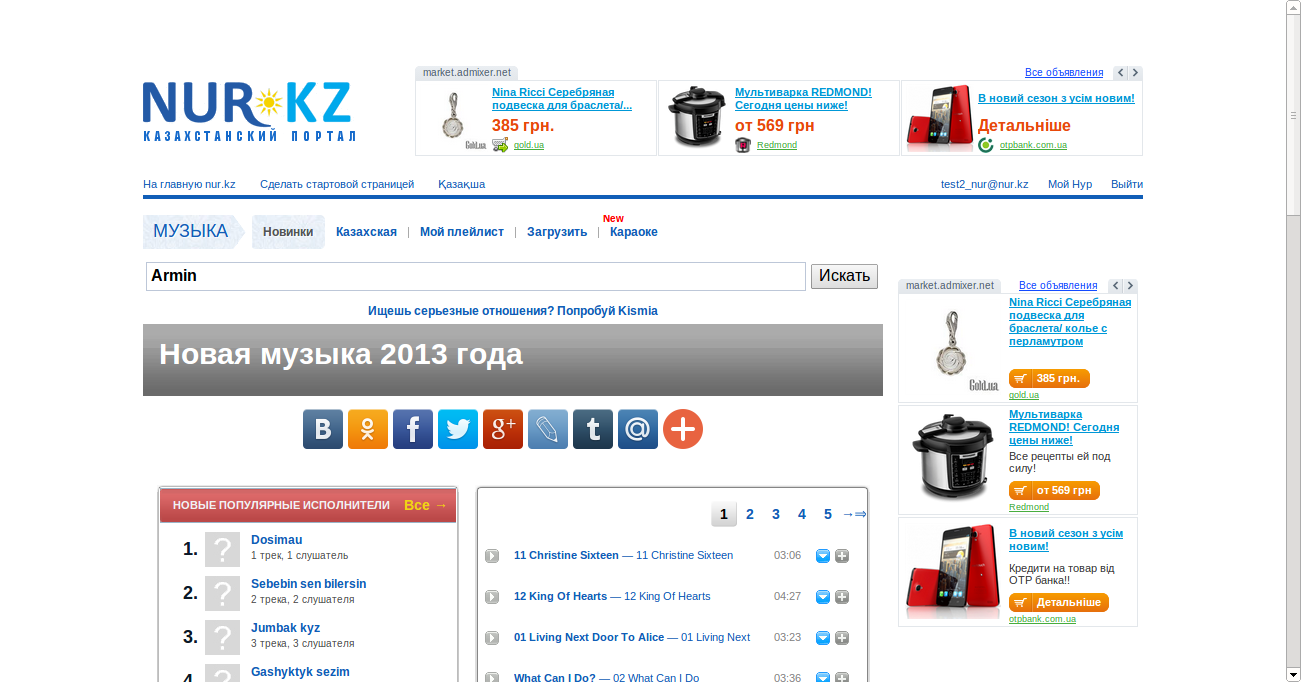 NUR KZ
КАЗАХСТАНСКИЙ ПОРТАЛ
market.admixer.net
Все объявления
Nina Ricci Серебряная
подвеска для браслета/...
385 грн.
Gold.ua
gold.ua
Мультиварка REDMOND!
Сегодня цены ниже!
от 569 грн
Redmond
В новий сезон з усім новим!
Детальніше
otpbank.com.ua
На главную nur.kz
Сделать стартовой страницей
Қазақша
test2_nur@nur.kz
Мой Нур
Выйти
МУЗЫКА
Новинки
Казахская
Мой плейлист
Загрузить
New
Караоке
Armin
Искать
Ищешь серьезные отношения? Попробуй Kismia
Новая музыка 2013 года
НОВЫЕ ПОПУЛЯРНЫЕ ИСПОЛНИТЕЛИ
Все →
1.
Dosimau
1 трек, 1 слушатель
2.
Sebebin sen bilersin
2 трека, 2 слушателя
3.
Jumbak kyz
3 трека, 3 слушателя
4.
Gashyktyk sezim
1 2 3 4 5 →⇒
11 Christine Sixteen — 11 Christine Sixteen 03:06
12 King Of Hearts — 12 King Of Hearts 04:27
01 Living Next Door To Alice — 01 Living Next 03:23
What Can I Do? — 02 What Can I Do 03:36
market.admixer.net
Все объявления
Nina Ricci Серебряная
подвеска для
браслета/ колье с
перламутром
Gold.ua
385 грн.
gold.ua
Мультиварка
REDMOND! Сегодня
цены ниже!
Все рецепты ей под
силу!
от 569 грн
Redmond
В новий сезон з усім
новим!
Кредити на товар від
ОТР банка!!
Детальніше
otpbank.com.ua